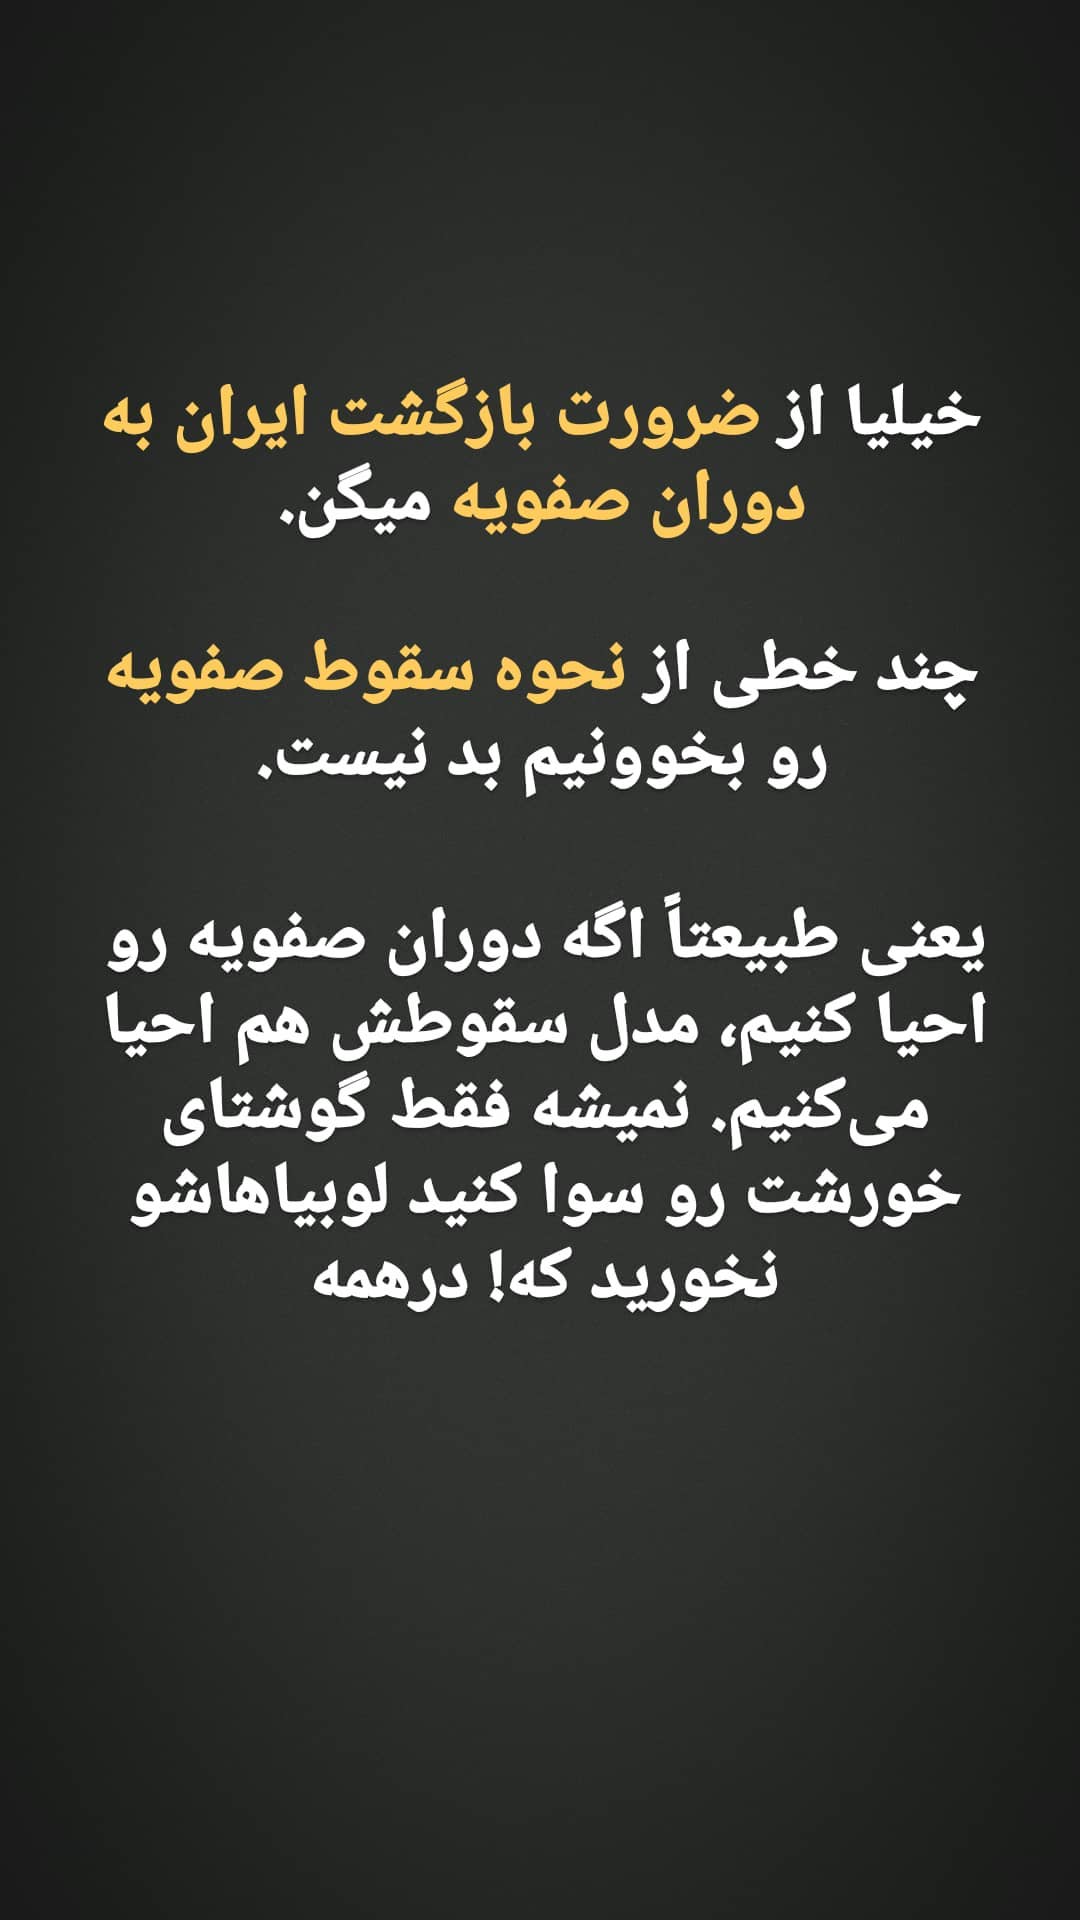 خیلیا از ضرورت بازگشت ایران به
دوران صفویه میگن.
چند خطی از نحوه سقوط صفویه
رو بخوونیم بد نیست.
یعنی طبیعتاً اگه دوران صفویه رو
احیا کنیم، مدل سقوطش هم احیا
می‌کنیم. نمیشه فقط گوشتای
خورشت رو سوا کنید لوبیاهاشو
نخورید که! درهمه